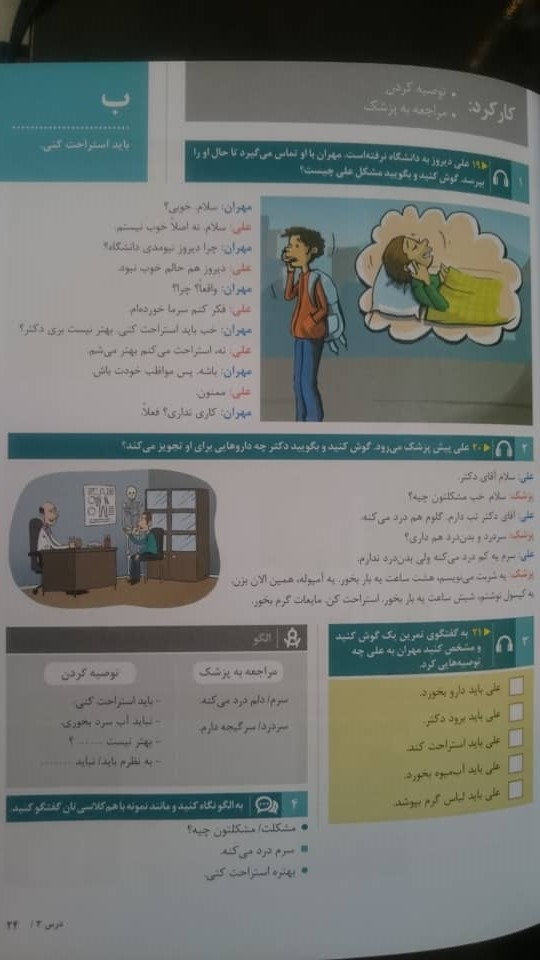 کارکرد:
• توصیه کردن
• مراجعه به پزشک
ب
باید استراحت کنی.
۱
۱۹ علی دیروز به دانشگاه نرفته‌است. مهران با او تماس می‌گیرد تا حال او را
بپرسد. گوش کنید و بگویید مشکل علی چیست؟
مهران: سلام. خوبی؟
علی: سلام. نه اصلاً خوب نیستم.
مهران: چرا دیروز نیومدی دانشگاه؟
علی: دیروز هم حالم خوب نبود.
مهران: واقعاً؟ چرا؟
علی: فکر کنم سرما خورده‌ام.
مهران: خب باید استراحت کنی. بهتر نیست بری دکتر؟
علی: نه، استراحت می‌کنم بهتر می‌شم.
مهران: باشه. پس مواظب خودت باش.
علی: ممنون.
مهران: کاری نداری؟ فعلاً.
۲
۲۰ علی پیش پزشک می‌رود. گوش کنید و بگویید دکتر چه داروهایی برای او تجویز می‌کند؟
علی: سلام آقای دکتر.
پزشک: سلام. خب مشکلتون چیه؟
علی: آقای دکتر تب دارم. گلوم هم درد می‌کنه.
پزشک: سردرد و بدن‌درد هم داری؟
علی: سرم یه کم درد می‌کنه ولی بدن‌درد ندارم.
پزشک: یه شربت می‌نویسم، هشت ساعت یه بار بخور. یه آمپوله، همین الان بزن.
یه کپسول نوشتم، شیش ساعت یه بار بخور. استراحت کن. مایعات گرم بخور.
۳
۲۱ به گفتگوی تمرین یک گوش کنید
و مشخص کنید مهران به علی چه
توصیه‌هایی کرد.
علی باید دارو بخورد.
علی باید برود دکتر.
علی باید استراحت کند.
علی باید آب‌میوه بخورد.
علی باید لباس گرم بپوشد.
الگو
مراجعه به پزشک
سرم/ دلم درد می‌کنه.
سردرد/ سرگیجه دارم.
توصیه کردن
- باید استراحت کنی.
- نباید آب سرد بخوری.
- بهتر نیست ........ ؟
- به نظرم باید/ نباید ..........
۴
به الگو نگاه کنید و مانند نمونه با هم‌کلاسی‌تان گفتگو کنید.
• مشکلت/ مشکلتون چیه؟
■ سرم درد می‌کنه.
• بهتره استراحت کنی.
درس ۲ / ۲۴